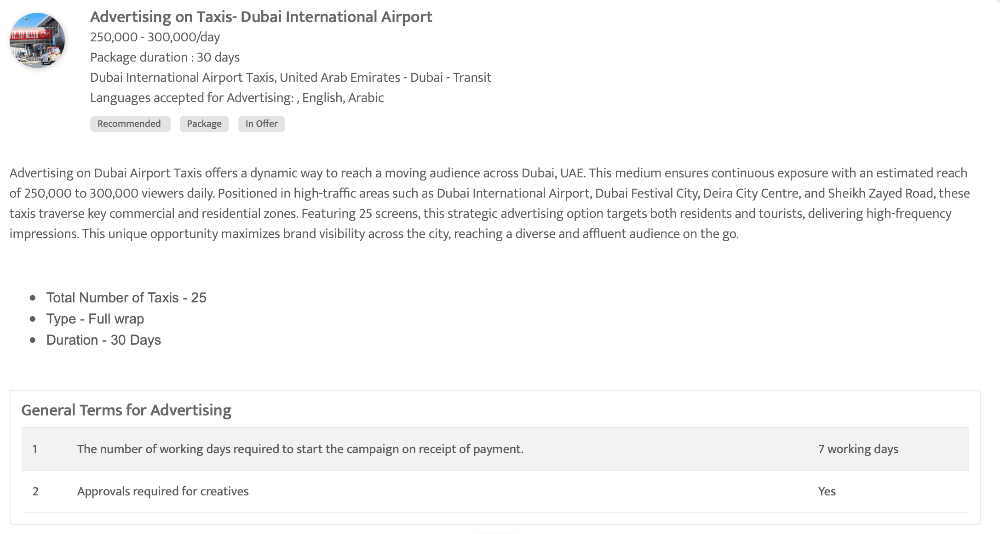 Advertising on Taxis- Dubai International Airport
250,000 - 300,000/day
Package duration : 30 days
Dubai International Airport Taxis, United Arab Emirates - Dubai - Transit
Languages accepted for Advertising: , English, Arabic
Recommended Package In Offer
Advertising on Dubai Airport Taxis offers a dynamic way to reach a moving audience across Dubai, UAE. This medium ensures continuous exposure with an estimated reach
of 250,000 to 300,000 viewers daily. Positioned in high-traffic areas such as Dubai International Airport, Dubai Festival City, Deira City Centre, and Sheikh Zayed Road, these
taxis traverse key commercial and residential zones. Featuring 25 screens, this strategic advertising option targets both residents and tourists, delivering high-frequency
impressions. This unique opportunity maximizes brand visibility across the city, reaching a diverse and affluent audience on the go.
• Total Number of Taxis - 25
• Type - Full wrap
• Duration - 30 Days
General Terms for Advertising
1 The number of working days required to start the campaign on receipt of payment. 7 working days
2 Approvals required for creatives Yes